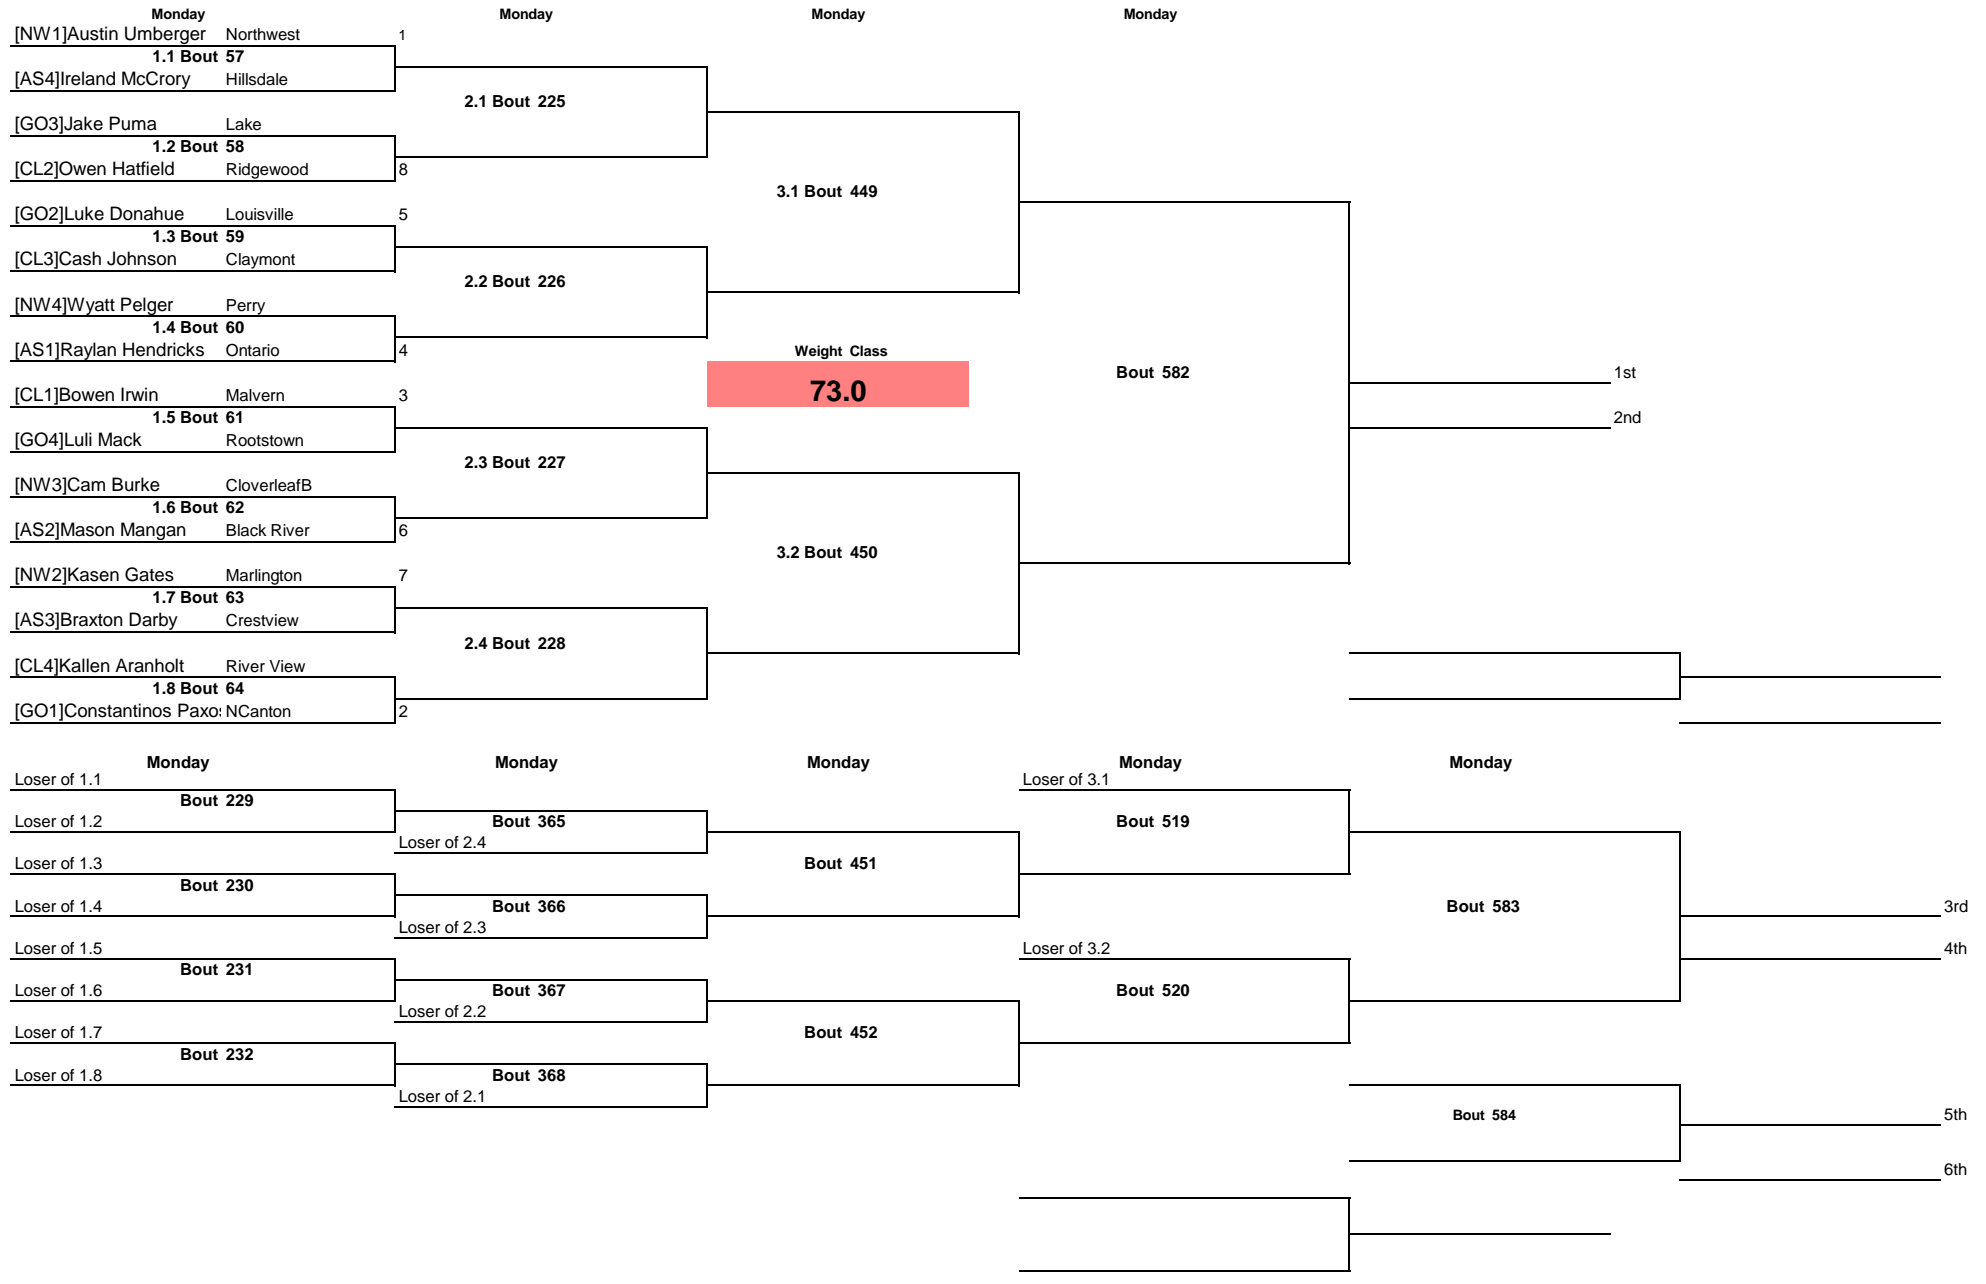 Monday Monday Monday Monday
[NW1]Austin Umberger Northwest 1
1.1 Bout 57
[AS4]Ireland McCrory Hillsdale
2.1 Bout 225
[GO3]Jake Puma Lake
1.2 Bout 58
[CL2]Owen Hatfield Ridgewood 8
3.1 Bout 449
[GO2]Luke Donahue Louisville 5
1.3 Bout 59
[CL3]Cash Johnson Claymont
2.2 Bout 226
[NW4]Wyatt Pelger Perry
1.4 Bout 60
[AS1]Raylan Hendricks Ontario 4
Weight Class
Bout 582 1st
73.0
[CL1]Bowen Irwin Malvern 3
1.5 Bout 61 2nd
[GO4]Luli Mack Rootstown
2.3 Bout 227
[NW3]Cam Burke CloverleafB
1.6 Bout 62
[AS2]Mason Mangan Black River 6
3.2 Bout 450
[NW2]Kasen Gates Marlington 7
1.7 Bout 63
[AS3]Braxton Darby Crestview
2.4 Bout 228
[CL4]Kallen Aranholt River View
1.8 Bout 64
[GO1]Constantinos Paxo NCanton 2
Monday Monday Monday Monday Monday
Loser of 1.1 Loser of 3.1
Bout 229
Loser of 1.2 Bout 365 Bout 519
Loser of 2.4
Loser of 1.3 Bout 451
Bout 230
Loser of 1.4 Bout 366 Bout 583 3rd
Loser of 2.3
Loser of 1.5 Loser of 3.2 4th
Bout 231
Loser of 1.6 Bout 367 Bout 520
Loser of 2.2
Loser of 1.7 Bout 452
Bout 232
Loser of 1.8 Bout 368
Loser of 2.1
Bout 584 5th
6th